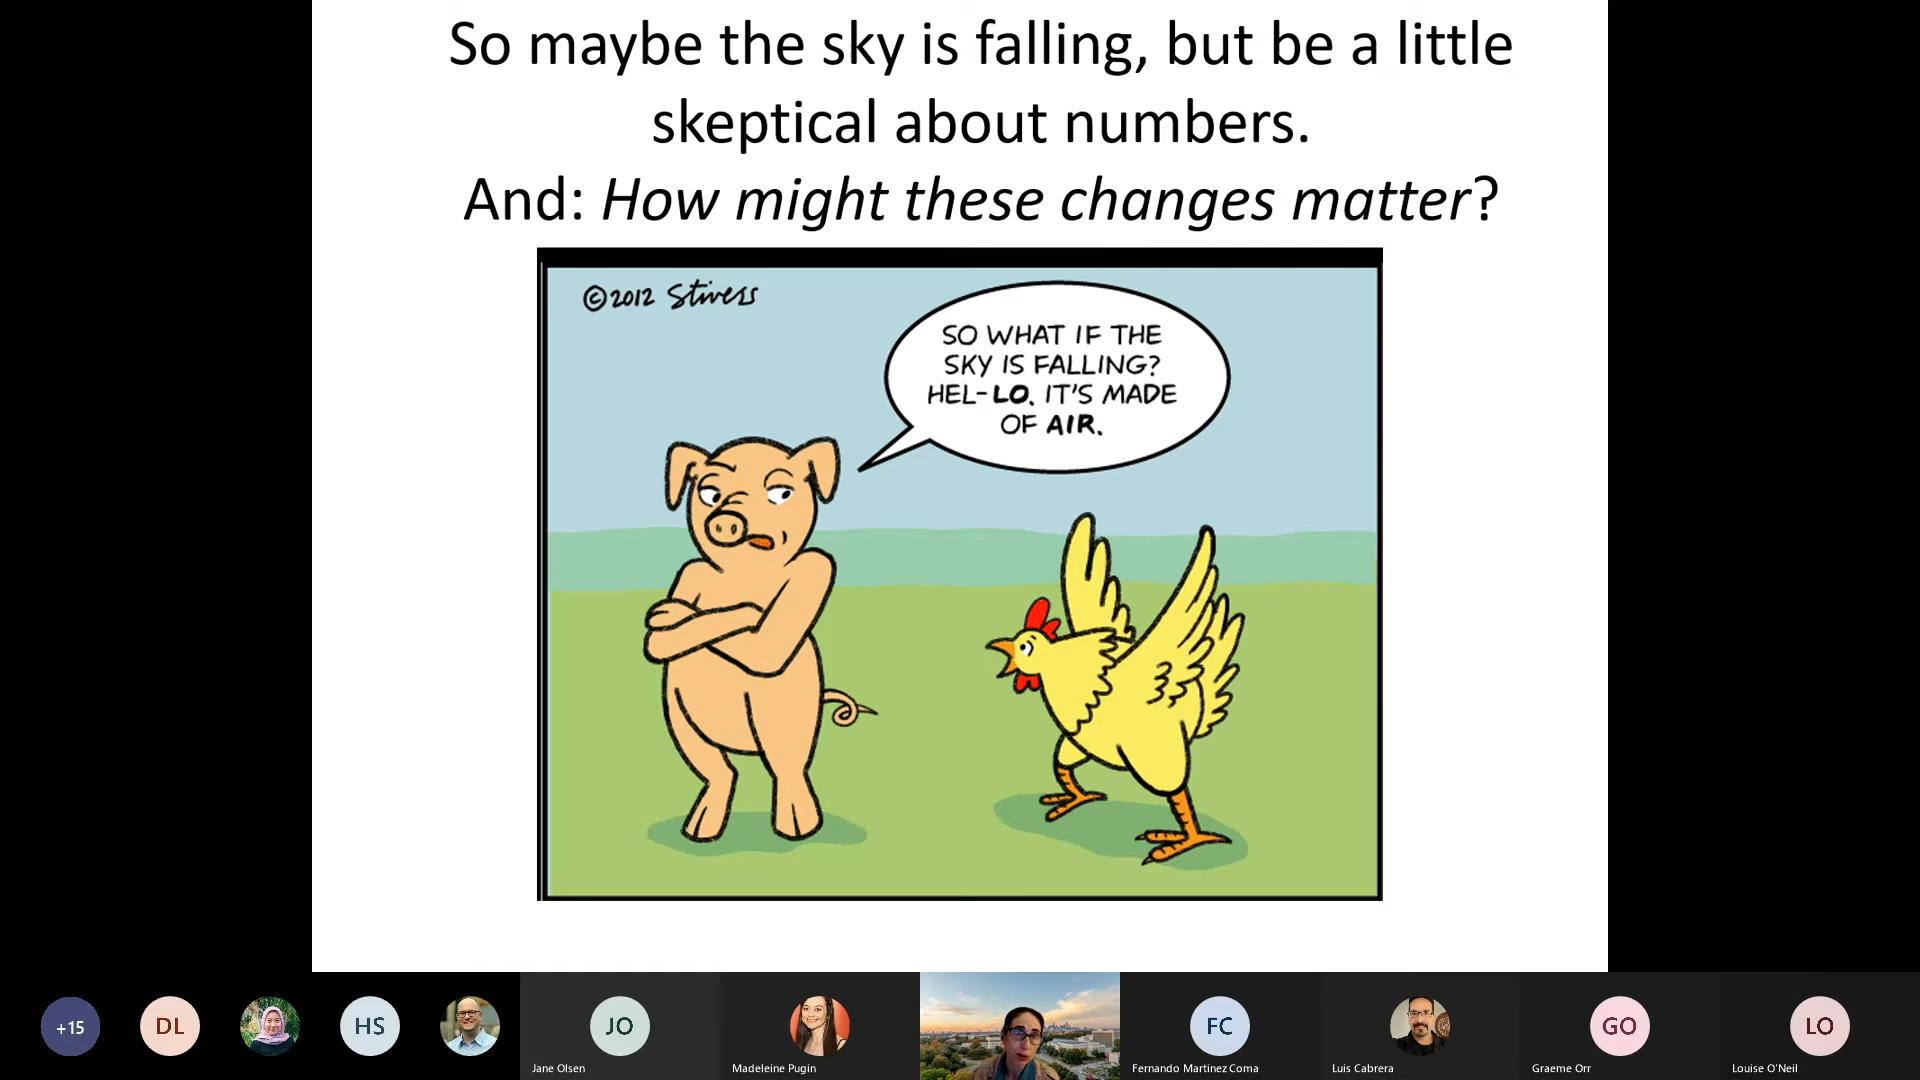 So maybe the sky is falling, but be a little
skeptical about numbers.
And: How might these changes matter?
©2012 Stivers
SO WHAT IF THE
SKY IS FALLING?
HEL-LO. IT'S MADE
OF AIR.
+15
DL
HS
JO
FC
GO
LO
Jane Olsen
Madeleine Pugin
Fernando Martinez Coma
Luis Cabrera
Graeme Orr
Louise O'Neil